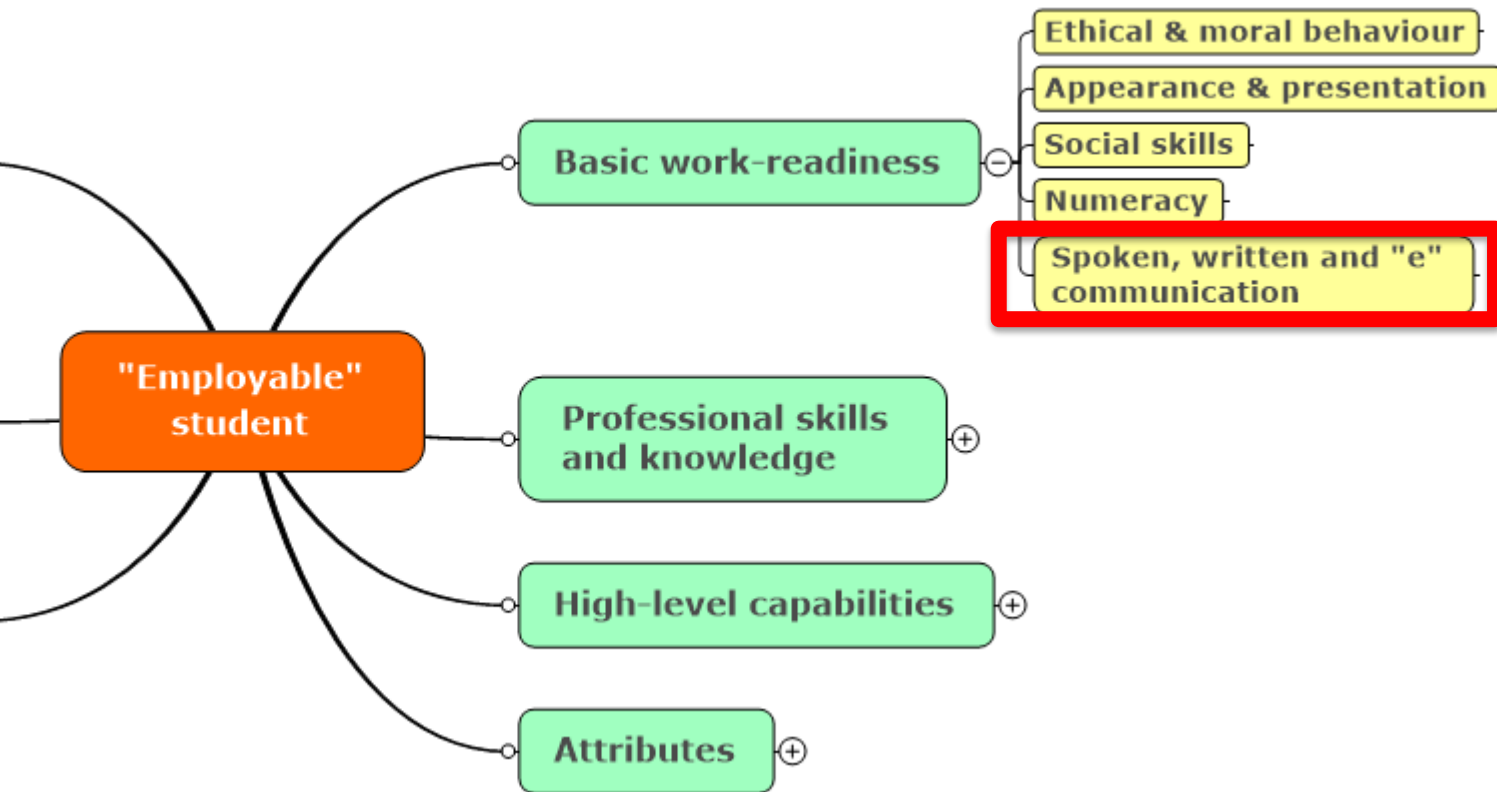 Ethical & moral behaviour
Appearance & presentation
Basic work-readiness
Social skills
Numeracy
Spoken, written and "e"
communication
"Employable"
student
Professional skills
and knowledge
High-level capabilities
Attributes